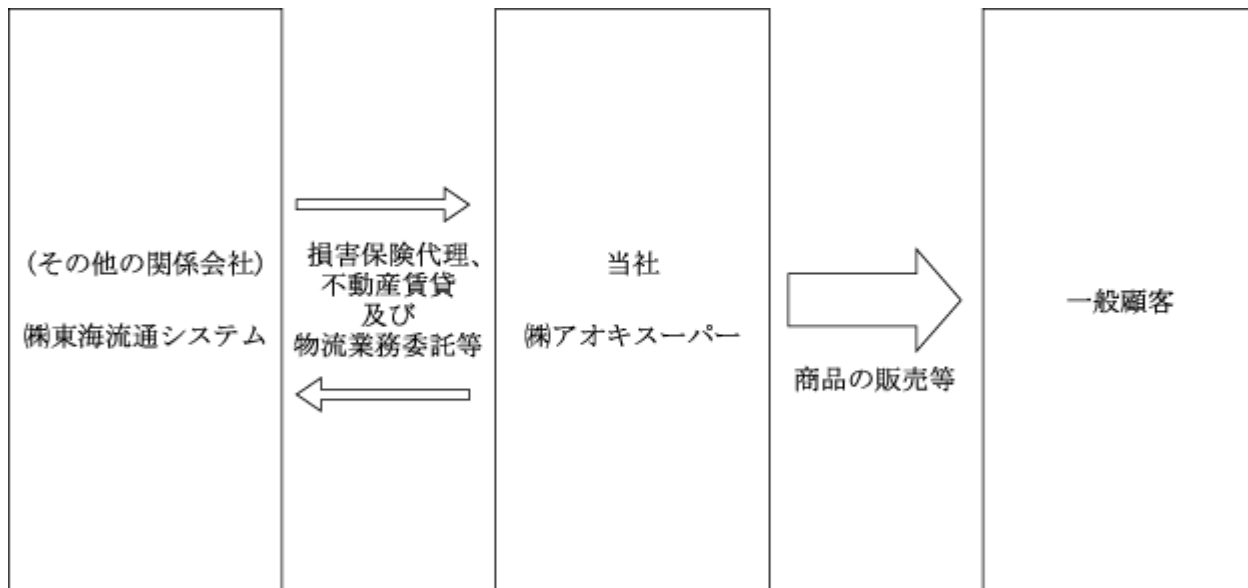 (その他の関係会社)
㈱東海流通システム
損害保険代理、
不動産賃貸
及び
物流業務委託等
当社
㈱アオキスーパー
商品の販売等
一般顧客